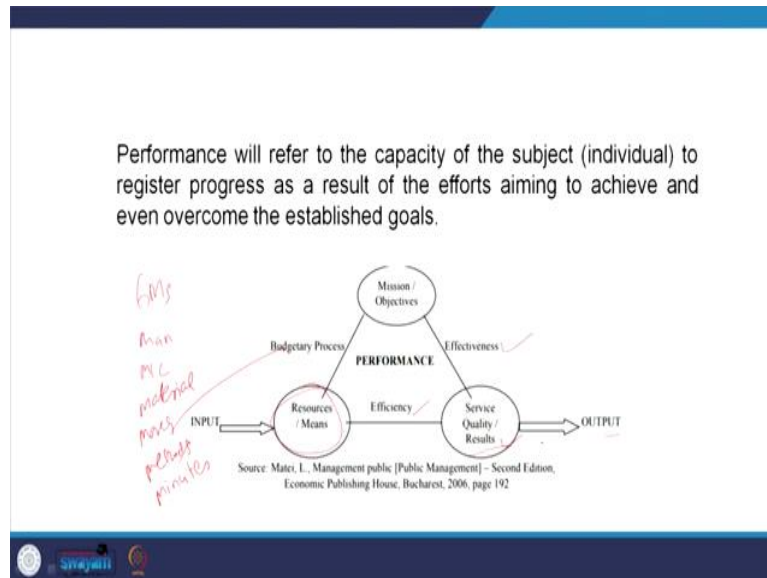 Performance will refer to the capacity of the subject (individual) to
register progress as a result of the efforts aiming to achieve and
even overcome the established goals.
6Ms
man
M/C
material
money
methods
minutes
Mission /
Objectives
Budgetary Process
Effectiveness
PERFORMANCE
INPUT
Resources
/ Means
Efficiency
Service
Quality /
Results
OUTPUT
Source: Matei, L., Management public [Public Management] – Second Edition,
Economic Publishing House, Bucharest, 2006, page 192
swayam